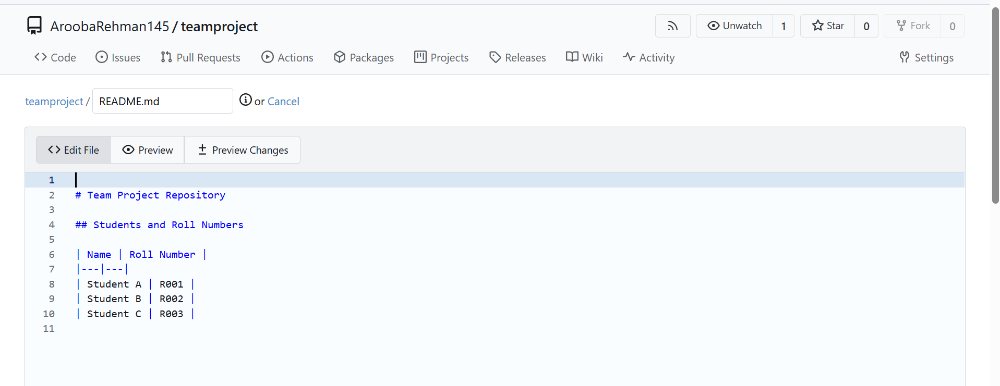 AroobaRehman145 / teamproject
Unwatch 1 Star 0 Fork 0
Code Issues Pull Requests Actions Packages Projects Releases Wiki Activity Settings
teamproject / README.md or Cancel
Edit File Preview Preview Changes
1
2 # Team Project Repository
3
4 ## Students and Roll Numbers
5
6 | Name | Roll Number |
7 |---|---|
8 | Student A | R001 |
9 | Student B | R002 |
10 | Student C | R003 |
11